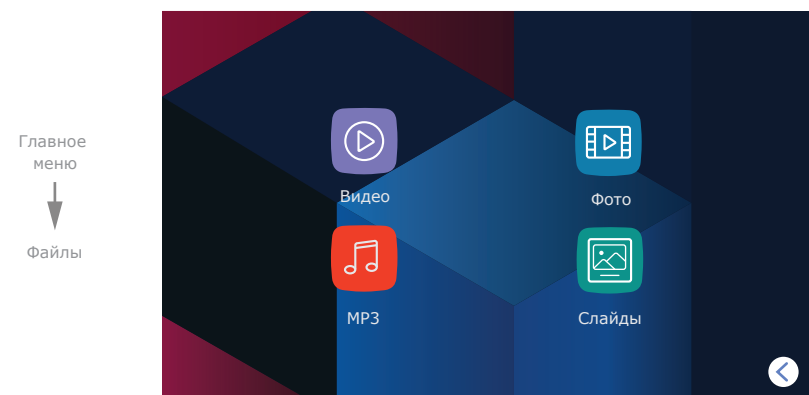 Главное
меню
Файлы
Видео
Фото
MP3
Слайды